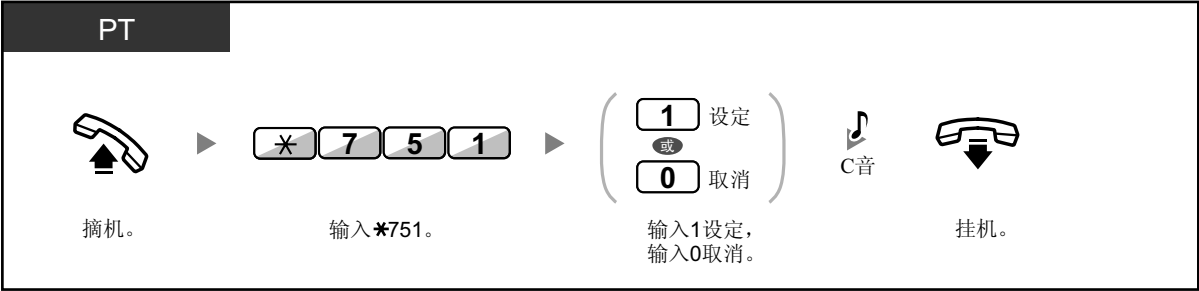 PT
* 7 5 1
1 设定
或
0 取消
C音
摘机。
输入*751。
输入1设定，
输入0取消。
挂机。